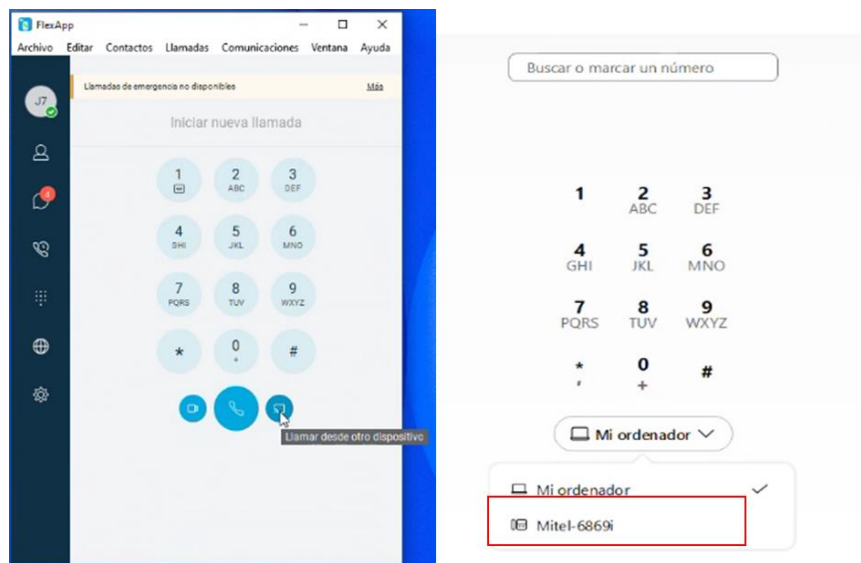 FlexApp
Archivo Editar Contactos Llamadas Comunicaciones Ventana Ayuda
Llamadas de emergencia no disponibles Más
J7
Iniciar nueva llamada
4
1 2 3
ABC DEF
4 5 6
GHI JKL MNO
7 8 9
PQRS TUV WXYZ
* 0 #
+
Llamar desde otro dispositivo
Buscar o marcar un número
1 2 3
ABC DEF
4 5 6
GHI JKL MNO
7 8 9
PQRS TUV WXYZ
* 0 #
, +
Mi ordenador
Mi ordenador
Mitel-6869i